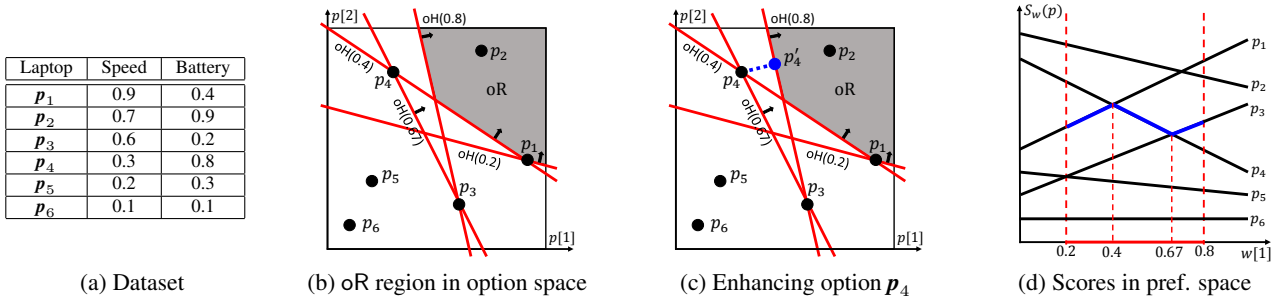 Laptop Speed Battery
p1 0.9 0.4
p2 0.7 0.9
p3 0.6 0.2
p4 0.3 0.8
p5 0.2 0.3
p6 0.1 0.1
(a) Dataset
p[2]
oH(0.8)
oH(0.4)
p2
p4
oR
oH(0.67)
p1
oH(0.2)
p5
p3
p6
p[1]
(b) oR region in option space
p[2]
oH(0.8)
oH(0.4)
p2
p4′
p4
oR
oH(0.67)
p1
oH(0.2)
p5
p3
p6
p[1]
(c) Enhancing option p4
Sw(p)
p1
p2
p3
p4
p5
p6
0.2 0.4 0.67 0.8 w[1]
(d) Scores in pref. space